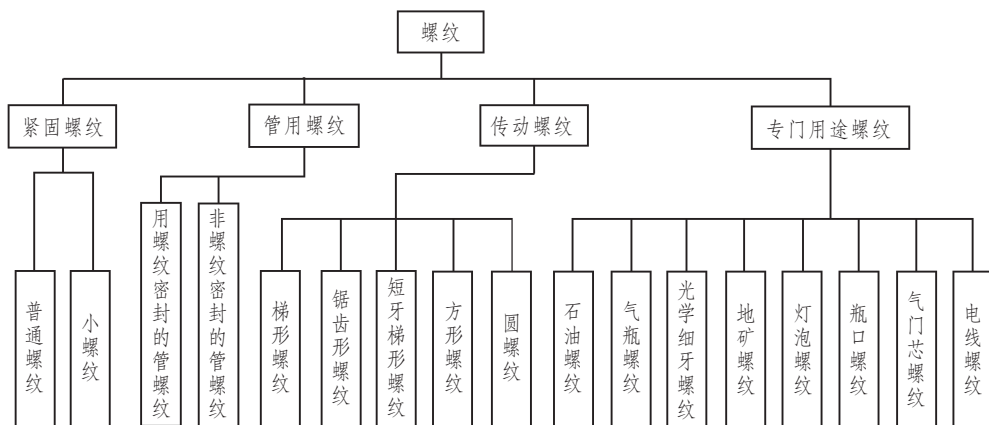 螺纹
紧固螺纹
管用螺纹
传动螺纹
专门用途螺纹
普通螺纹
小螺纹
用螺纹密封的管螺纹
非螺纹密封的管螺纹
梯形螺纹
锯齿形螺纹
短牙梯形螺纹
方形螺纹
圆螺纹
石油螺纹
气瓶螺纹
光学细牙螺纹
地矿螺纹
灯泡螺纹
瓶口螺纹
气门芯螺纹
电线螺纹